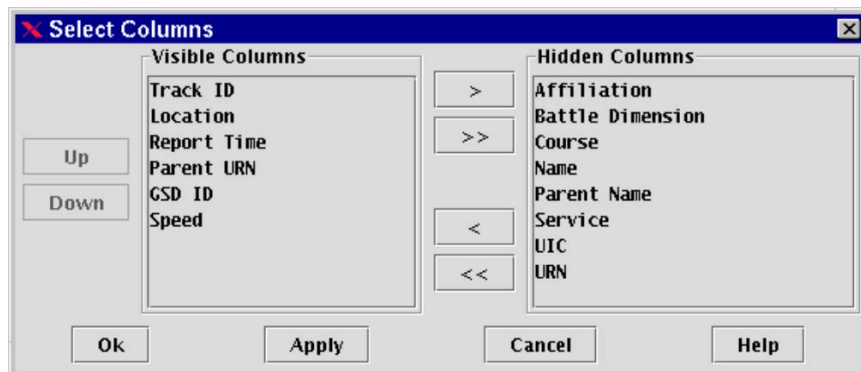 Select Columns
Visible Columns
Track ID
Location
Report Time
Parent URN
GSD ID
Speed
Up
Down
>
>>
<
<<
Hidden Columns
Affiliation
Battle Dimension
Course
Name
Parent Name
Service
UIC
URN
Ok
Apply
Cancel
Help